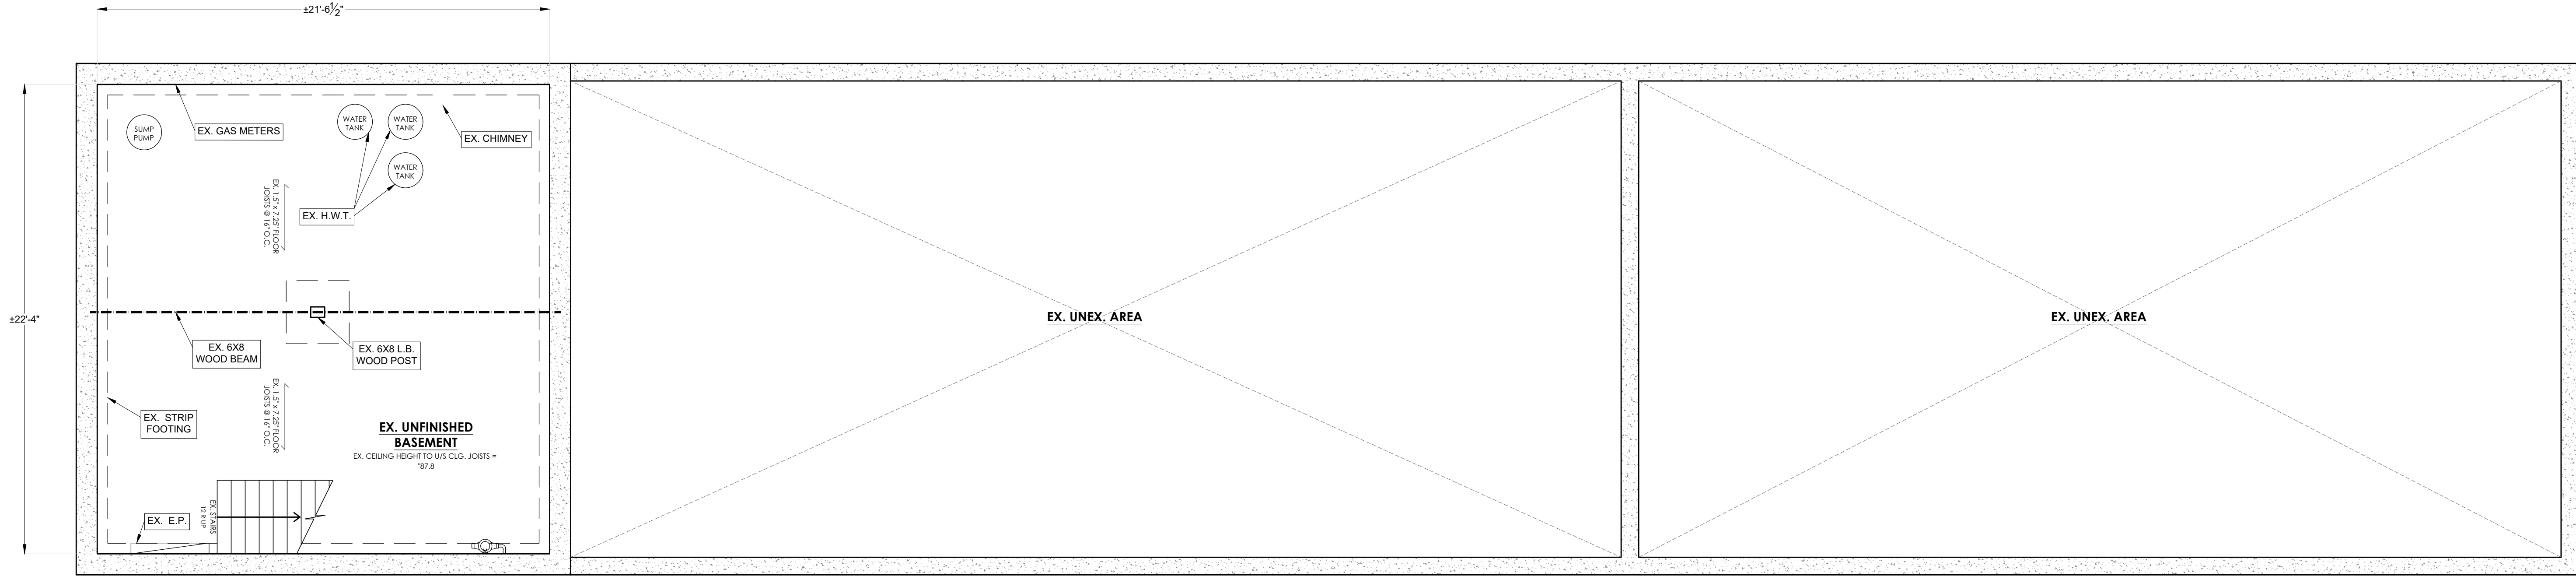 ±21'-6½"
SUMP
PUMP
EX. GAS METERS
WATER
TANK
WATER
TANK
EX. CHIMNEY
WATER
TANK
EX. 1.5" x 7.25" FLOOR
JOISTS @ 16" O.C.
EX. H.W.T.
±22'-4"
EX. UNEX. AREA
EX. UNEX. AREA
EX. 6X8
WOOD BEAM
EX. 6X8 L.B.
WOOD POST
EX. 1.5" x 7.25" FLOOR
JOISTS @ 16" O.C.
EX. STRIP
FOOTING
EX. UNFINISHED
BASEMENT
EX. CEILING HEIGHT TO U/S CLG. JOISTS =
"87.8
EX. E.P.
EX. STAIRS
12 R UP
M